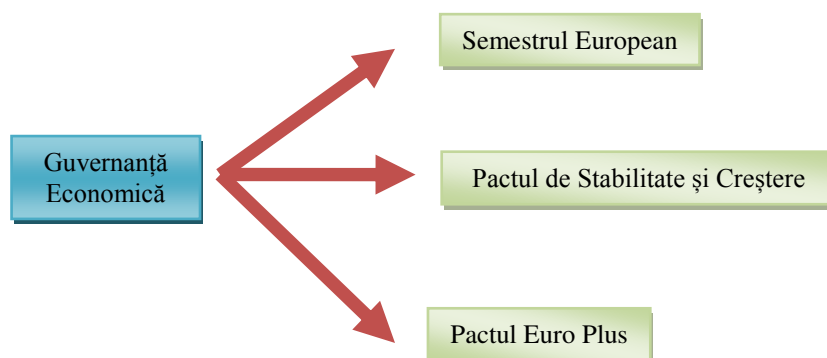 Semestrul European
Guvernanță
Economică
Pactul de Stabilitate și Creștere
Pactul Euro Plus